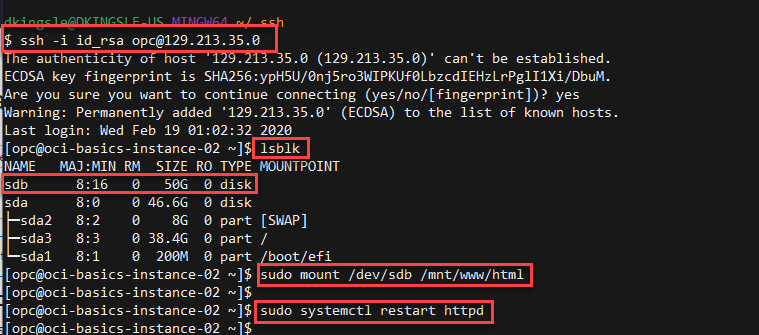 dkingsle@DKINGSLE-US MINGW64 ~/.ssh
$ ssh -i id_rsa opc@129.213.35.0
The authenticity of host '129.213.35.0 (129.213.35.0)' can't be established.
ECDSA key fingerprint is SHA256:ypH5U/0nj5ro3WIPKUf0LbzcdIEHzLrPglI1Xi/DbuM.
Are you sure you want to continue connecting (yes/no/[fingerprint])? yes
Warning: Permanently added '129.213.35.0' (ECDSA) to the list of known hosts.
Last login: Wed Feb 19 01:02:32 2020
[opc@oci-basics-instance-02 ~]$ lsblk
NAME   MAJ:MIN RM  SIZE RO TYPE MOUNTPOINT
sdb      8:16   0   50G  0 disk
sda      8:0    0 46.6G  0 disk
├─sda2   8:2    0    8G  0 part [SWAP]
├─sda3   8:3    0 38.4G  0 part /
└─sda1   8:1    0  200M  0 part /boot/efi
[opc@oci-basics-instance-02 ~]$ sudo mount /dev/sdb /mnt/www/html
[opc@oci-basics-instance-02 ~]$
[opc@oci-basics-instance-02 ~]$ sudo systemctl restart httpd
[opc@oci-basics-instance-02 ~]$